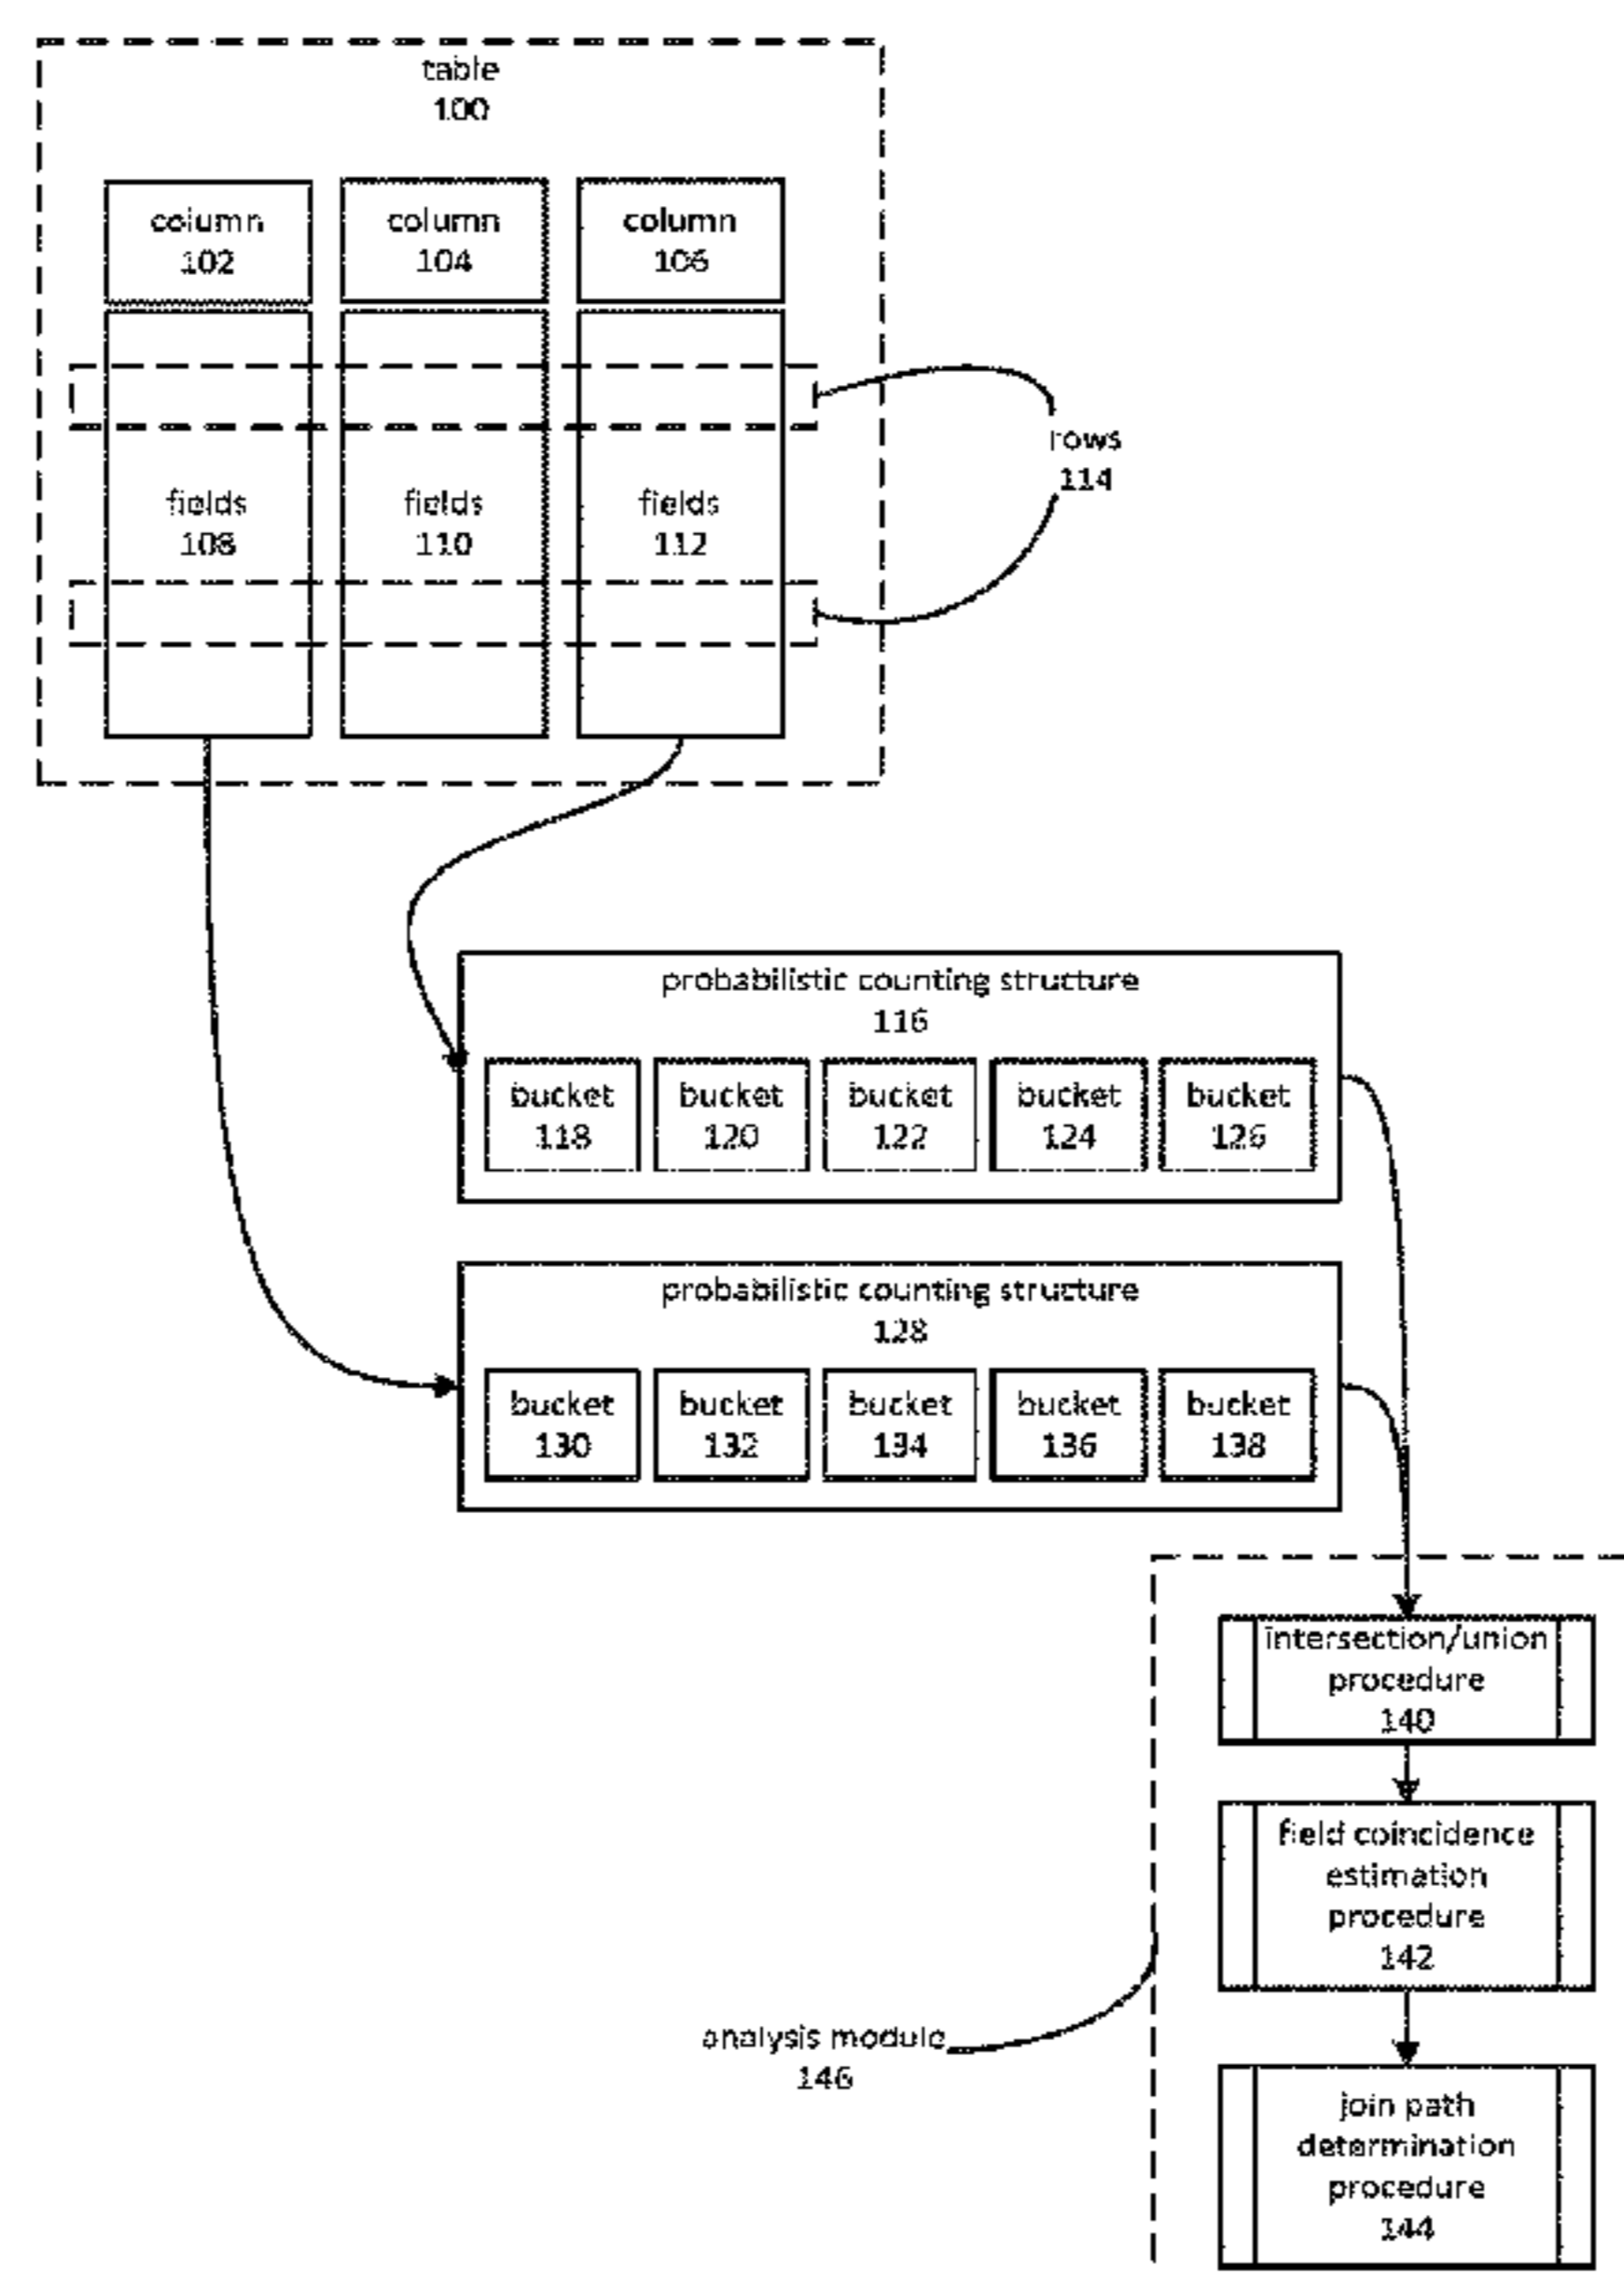 table
100
column
102
column
104
column
106
rows
114
fields
108
fields
110
fields
112
probabilistic counting structure
116
bucket
118
bucket
120
bucket
122
bucket
124
bucket
126
probabilistic counting structure
128
bucket
130
bucket
132
bucket
134
bucket
136
bucket
138
intersection/union
procedure
140
field coincidence
estimation
procedure
142
analysis module
146
join path
determination
procedure
144